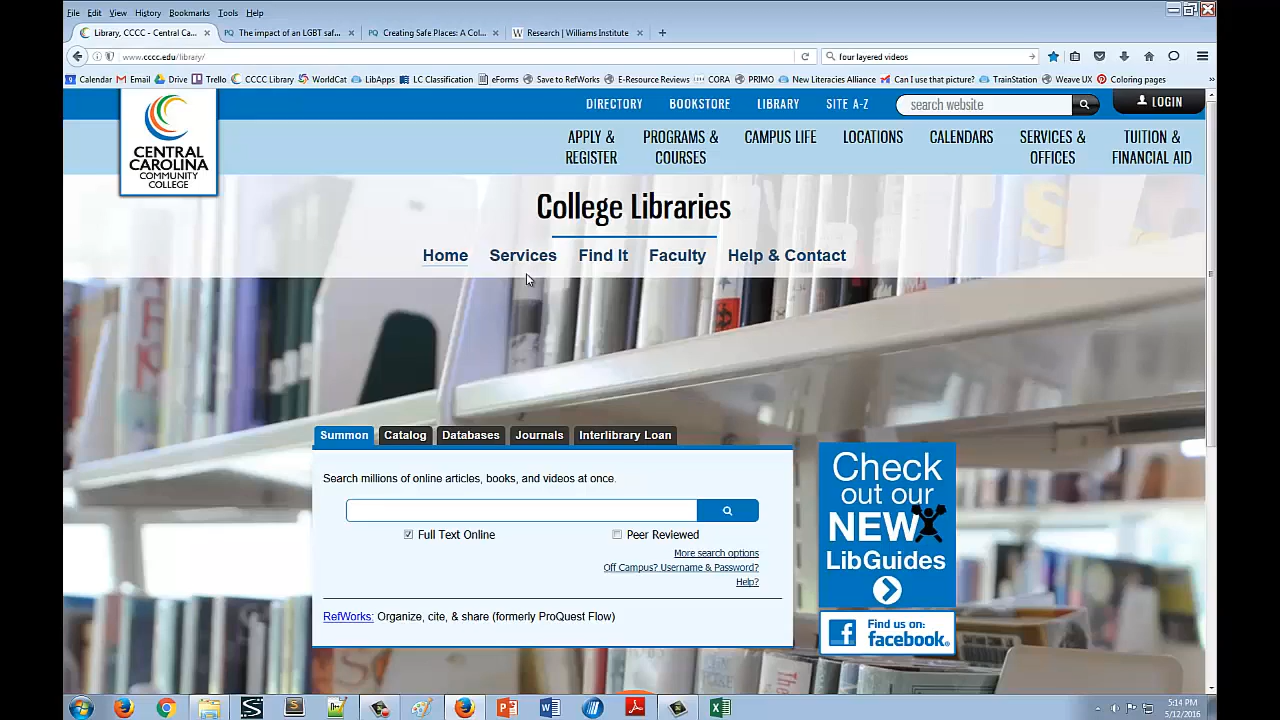 File Edit View History Bookmarks Tools Help
Library, CCCC - Central Ca... × The impact of an LGBT saf... × Creating Safe Places: A Col... × W Research | Williams Institute × +
www.cccc.edu/library/ four layered videos
Calendar Email Drive Trello CCCC Library WorldCat LibApps LC Classification eForms Save to RefWorks E-Resource Reviews CORA PRIMO New Literacies Alliance Can I use that picture? TrainStation Weave UX Coloring pages »
DIRECTORY BOOKSTORE LIBRARY SITE A-Z search website LOGIN
CENTRAL
CAROLINA
COMMUNITY
COLLEGE
APPLY &
REGISTER
PROGRAMS &
COURSES
CAMPUS LIFE
LOCATIONS
CALENDARS
SERVICES &
OFFICES
TUITION &
FINANCIAL AID
College Libraries
Home Services Find It Faculty Help & Contact
Summon Catalog Databases Journals Interlibrary Loan
Search millions of online articles, books, and videos at once.
Full Text Online Peer Reviewed
More search options
Off Campus? Username & Password?
Help?
RefWorks: Organize, cite, & share (formerly ProQuest Flow)
Check
out our
NEW
LibGuides
Find us on:
facebook.
5:14 PM
5/12/2016